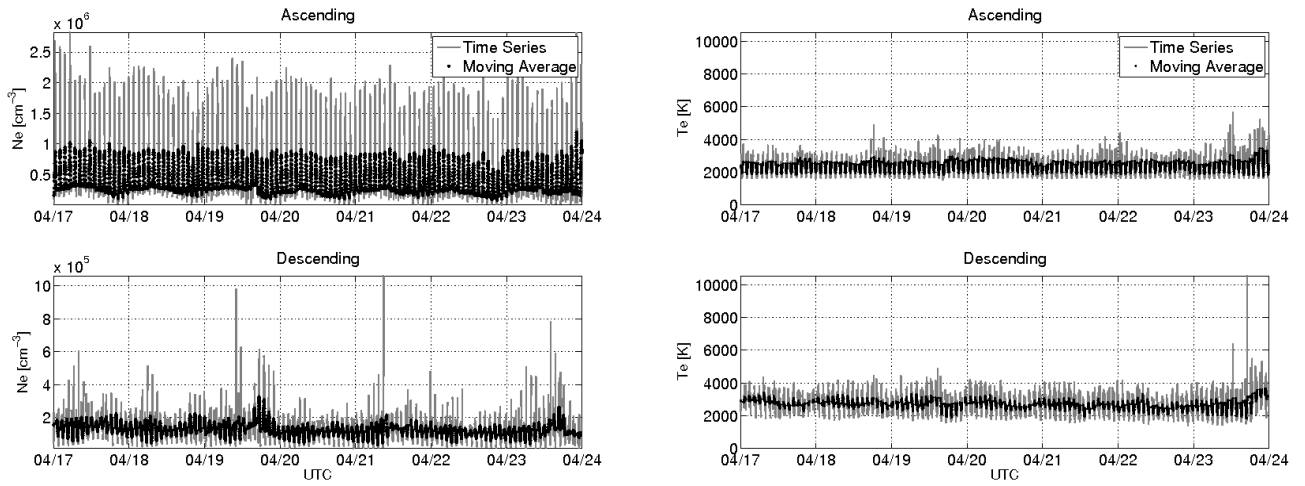 Ascending
x 10^6
Time Series
Moving Average
2.5
2
1.5
1
0.5
Ne [cm^-3]
04/17 04/18 04/19 04/20 04/21 04/22 04/23 04/24
Ascending
Time Series
Moving Average
10000
8000
6000
4000
2000
0
Te [K]
04/17 04/18 04/19 04/20 04/21 04/22 04/23 04/24
Descending
x 10^5
10
8
6
4
2
Ne [cm^-3]
04/17 04/18 04/19 04/20 04/21 04/22 04/23 04/24
UTC
Descending
10000
8000
6000
4000
2000
0
Te [K]
04/17 04/18 04/19 04/20 04/21 04/22 04/23 04/24
UTC